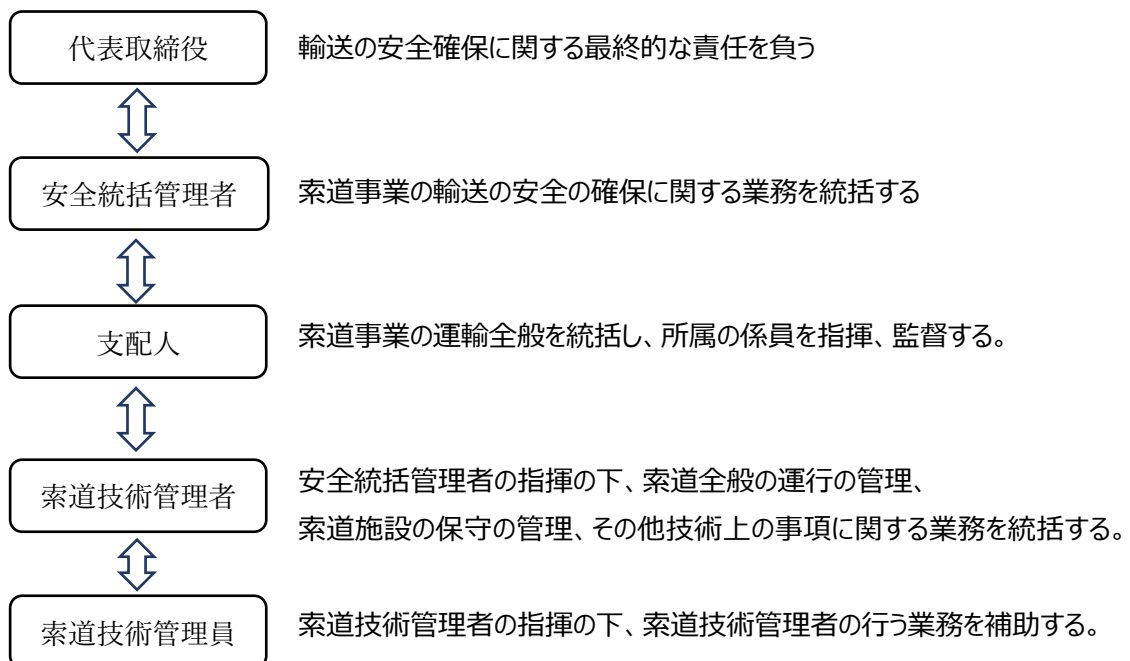 代表取締役
輸送の安全確保に関する最終的な責任を負う
安全統括管理者
索道事業の輸送の安全の確保に関する業務を統括する
支配人
索道事業の運輸全般を統括し、所属の係員を指揮、監督する。
索道技術管理者
安全統括管理者の指揮の下、索道全般の運行の管理、
索道施設の保守の管理、その他技術上の事項に関する業務を統括する。
索道技術管理員
索道技術管理者の指揮の下、索道技術管理者の行う業務を補助する。